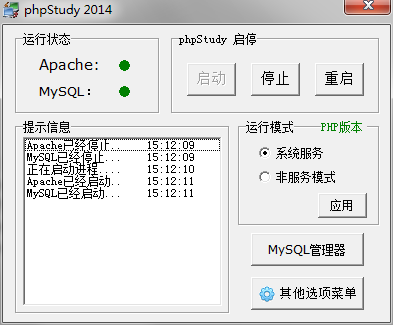 phpStudy 2014
运行状态
Apache:
MySQL:
phpStudy 启停
启动
停止
重启
提示信息
Apache已经停止.. 15:12:09
MySQL已经停止... 15:12:09
正在启动进程.... 15:12:10
Apache已经启动.. 15:12:11
MySQL已经启动... 15:12:11
运行模式
PHP版本
系统服务
非服务模式
应用
MySQL管理器
其他选项菜单